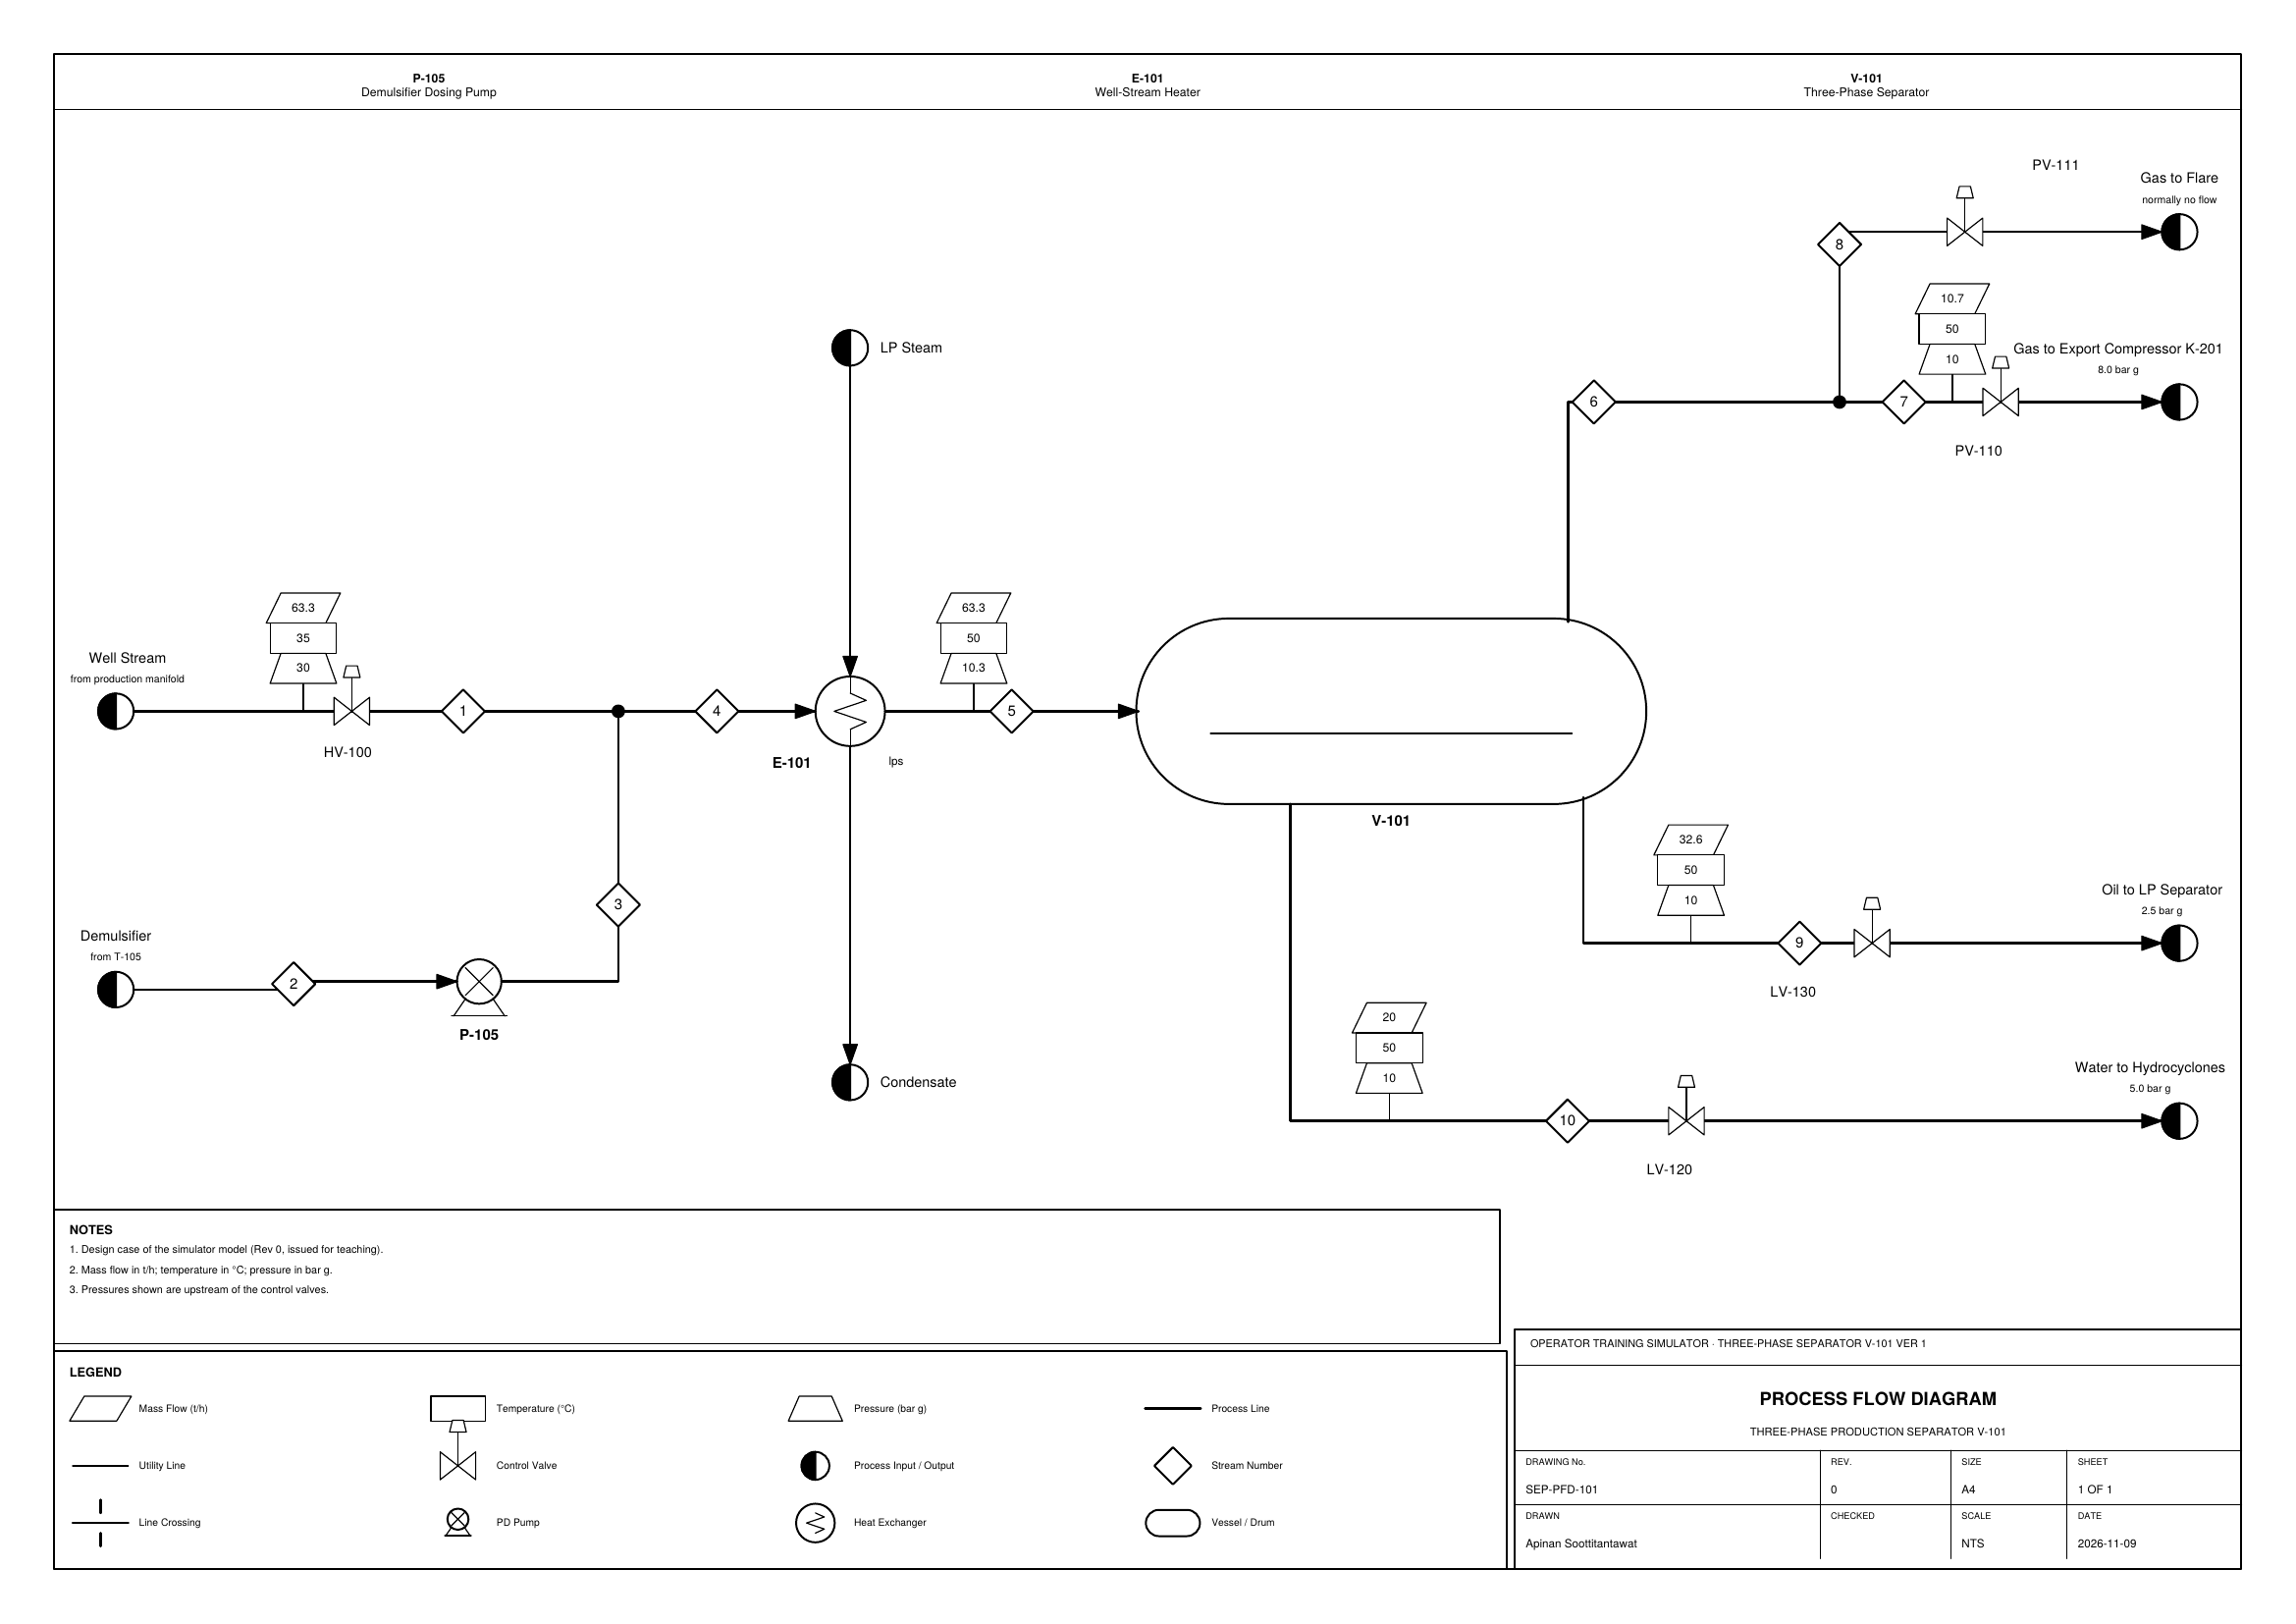 P-105
Demulsifier Dosing Pump
E-101
Well-Stream Heater
V-101
Three-Phase Separator
PV-111
Gas to Flare
normally no flow
8
10.7
50
10
Gas to Export Compressor K-201
8.0 bar g
6
7
PV-110
LP Steam
63.3
35
30
Well Stream
from production manifold
1
HV-100
4
E-101
lps
63.3
50
10.3
5
V-101
3
Demulsifier
from T-105
2
P-105
Condensate
32.6
50
10
9
LV-130
Oil to LP Separator
2.5 bar g
20
50
10
10
LV-120
Water to Hydrocyclones
5.0 bar g
NOTES
1. Design case of the simulator model (Rev 0, issued for teaching).
2. Mass flow in t/h; temperature in °C; pressure in bar g.
3. Pressures shown are upstream of the control valves.
LEGEND
Mass Flow (t/h)
Temperature (°C)
Pressure (bar g)
Process Line
Utility Line
Control Valve
Process Input / Output
Stream Number
Line Crossing
PD Pump
Heat Exchanger
Vessel / Drum
OPERATOR TRAINING SIMULATOR · THREE-PHASE SEPARATOR V-101 VER 1
PROCESS FLOW DIAGRAM
THREE-PHASE PRODUCTION SEPARATOR V-101
DRAWING No.
SEP-PFD-101
REV.
0
SIZE
A4
SHEET
1 OF 1
DRAWN
Apinan Soottitantawat
CHECKED
SCALE
NTS
DATE
2026-11-09